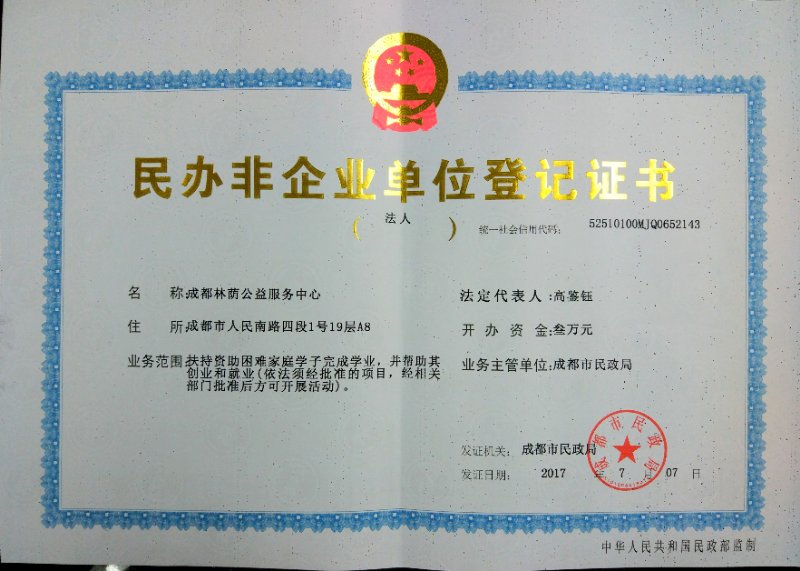 民办非企业单位登记证书
(法人)
统一社会信用代码: 52510100MJQ0652143
名 称:成都林荫公益服务中心
住 所:成都市人民南路四段1号19层A8
业务范围:扶持资助困难家庭学子完成学业，并帮助其
创业和就业(依法须经批准的项目，经相关
部门批准后方可开展活动)。
法定代表人:高鉴钰
开办资金:叁万元
业务主管单位:成都市民政局
发证机关: 成都市民政局
发证日期: 2017 年 7 月 07 日
成都市民政局
中华人民共和国民政部监制